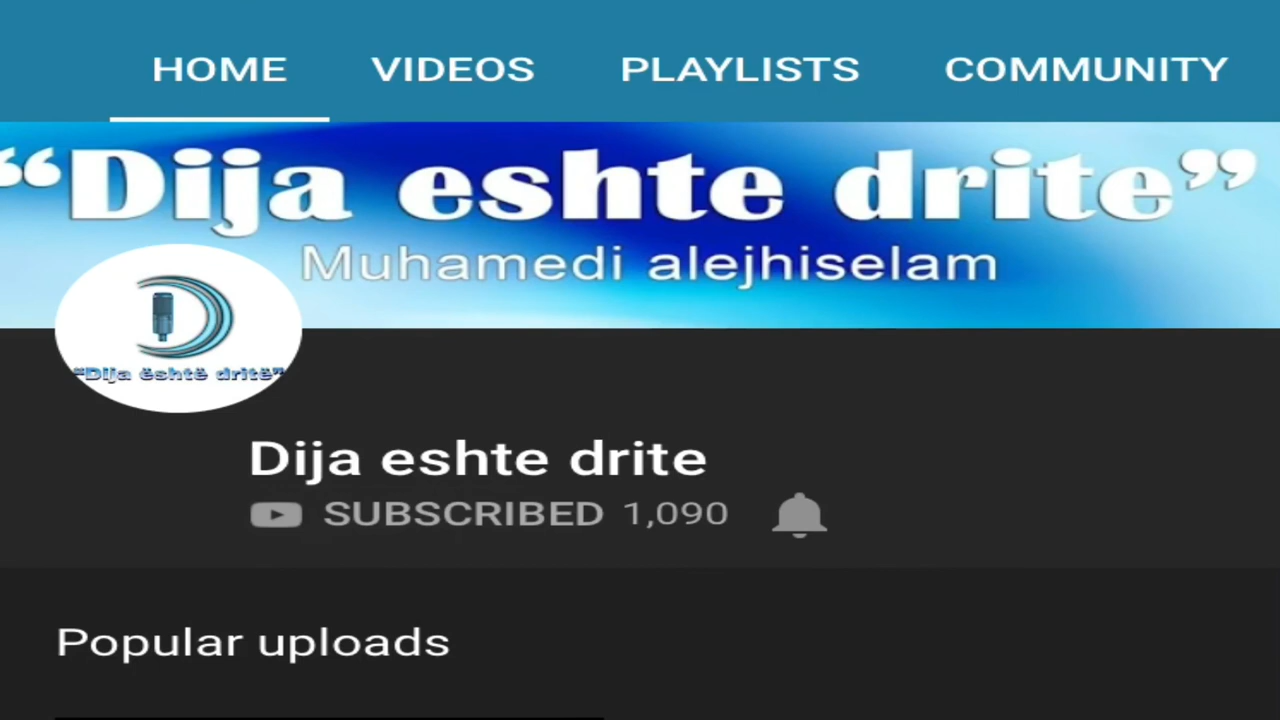 HOME VIDEOS PLAYLISTS COMMUNITY
“Dija eshte drite”
Muhamedi alejhiselam
“Dija është dritë”
Dija eshte drite
SUBSCRIBED 1,090
Popular uploads